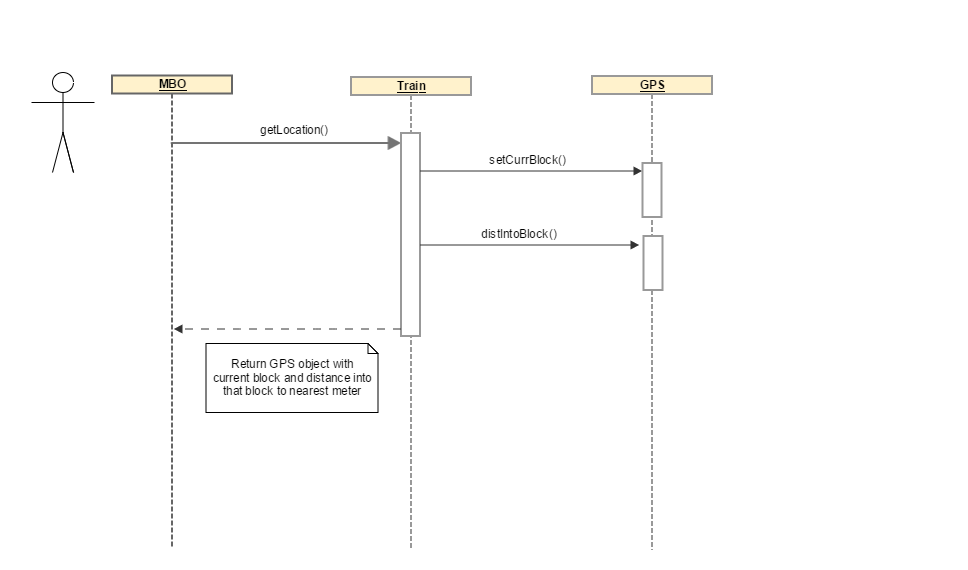 MBO
Train
GPS
getLocation()
setCurrBlock()
distIntoBlock()
Return GPS object with
current block and distance into
that block to nearest meter